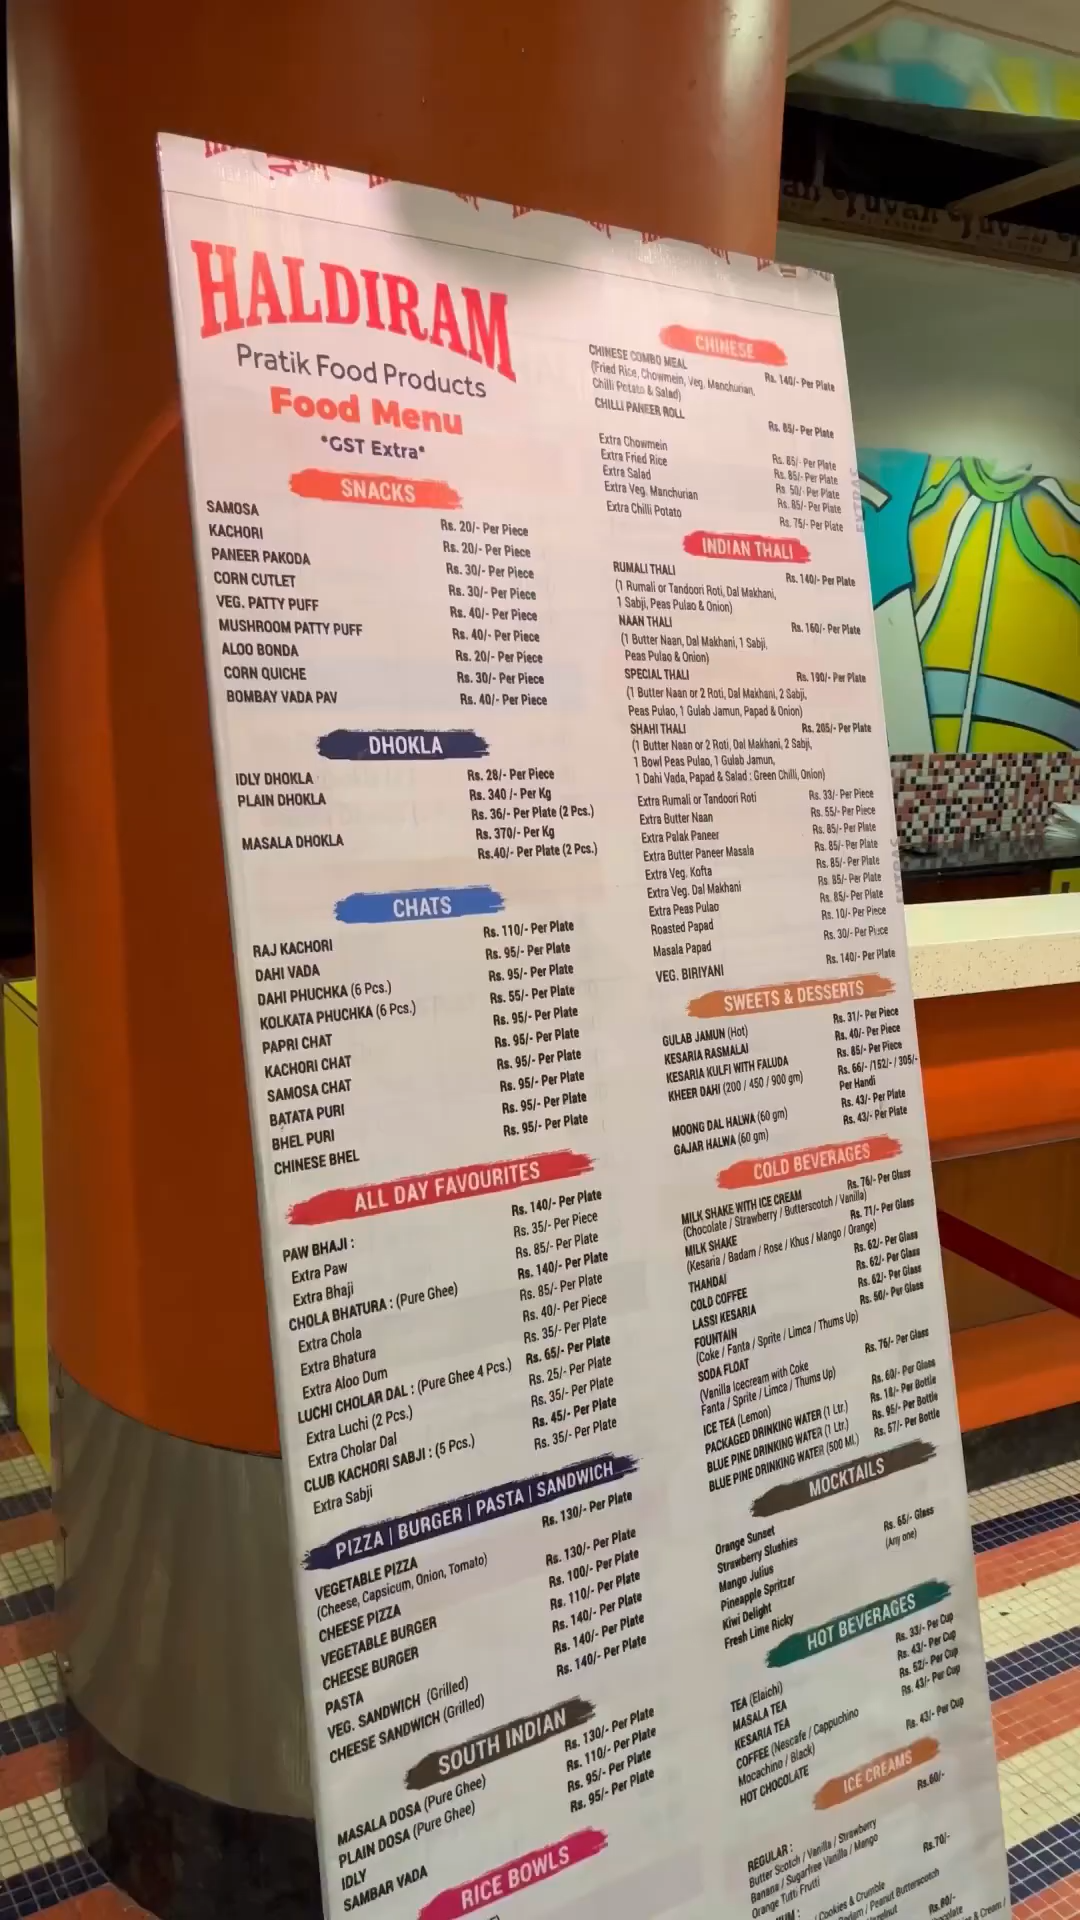 HALDIRAM
Pratik Food Products
Food Menu
*GST Extra*
SNACKS
SAMOSA Rs. 20/- Per Piece
KACHORI Rs. 20/- Per Piece
PANEER PAKODA Rs. 30/- Per Piece
CORN CUTLET Rs. 30/- Per Piece
VEG. PATTY PUFF Rs. 40/- Per Piece
MUSHROOM PATTY PUFF Rs. 40/- Per Piece
ALOO BONDA Rs. 20/- Per Piece
CORN QUICHE Rs. 30/- Per Piece
BOMBAY VADA PAV Rs. 40/- Per Piece
DHOKLA
IDLY DHOKLA Rs. 28/- Per Piece
PLAIN DHOKLA Rs. 340 /- Per Kg
Rs. 36/- Per Plate (2 Pcs.)
MASALA DHOKLA Rs. 370/- Per Kg
Rs.40/- Per Plate (2 Pcs.)
CHATS
RAJ KACHORI Rs. 110/- Per Plate
DAHI VADA Rs. 95/- Per Plate
DAHI PHUCHKA (6 Pcs.) Rs. 95/- Per Plate
KOLKATA PHUCHKA (6 Pcs.) Rs. 55/- Per Plate
PAPRI CHAT Rs. 95/- Per Plate
KACHORI CHAT Rs. 95/- Per Plate
SAMOSA CHAT Rs. 95/- Per Plate
BATATA PURI Rs. 95/- Per Plate
BHEL PURI Rs. 95/- Per Plate
CHINESE BHEL Rs. 95/- Per Plate
ALL DAY FAVOURITES
PAW BHAJI : Rs. 140/- Per Plate
Extra Paw Rs. 35/- Per Piece
Extra Bhaji Rs. 85/- Per Plate
CHOLA BHATURA : (Pure Ghee) Rs. 140/- Per Plate
Extra Chola Rs. 85/- Per Plate
Extra Bhatura Rs. 40/- Per Piece
Extra Aloo Dum Rs. 35/- Per Plate
LUCHI CHOLAR DAL : (Pure Ghee 4 Pcs.) Rs. 65/- Per Plate
Extra Luchi (2 Pcs.) Rs. 25/- Per Plate
Extra Cholar Dal Rs. 35/- Per Plate
CLUB KACHORI SABJI : (5 Pcs.) Rs. 45/- Per Plate
Extra Sabji Rs. 35/- Per Plate
PIZZA | BURGER | PASTA | SANDWICH
VEGETABLE PIZZA Rs. 130/- Per Plate
(Cheese, Capsicum, Onion, Tomato)
CHEESE PIZZA Rs. 130/- Per Plate
VEGETABLE BURGER Rs. 100/- Per Plate
CHEESE BURGER Rs. 110/- Per Plate
PASTA Rs. 140/- Per Plate
VEG. SANDWICH (Grilled) Rs. 140/- Per Plate
CHEESE SANDWICH (Grilled) Rs. 140/- Per Plate
SOUTH INDIAN
MASALA DOSA (Pure Ghee) Rs. 130/- Per Plate
PLAIN DOSA (Pure Ghee) Rs. 110/- Per Plate
IDLY Rs. 95/- Per Plate
SAMBAR VADA Rs. 95/- Per Plate
RICE BOWLS
CHINESE
CHINESE COMBO MEAL Rs. 140/- Per Plate
(Fried Rice, Chowmein, Veg. Manchurian,
Chilli Potato & Salad)
CHILLI PANEER ROLL Rs. 65/- Per Plate
Extra Chowmein Rs. 85/- Per Plate
Extra Fried Rice Rs. 85/- Per Plate
Extra Salad Rs. 50/- Per Plate
Extra Veg. Manchurian Rs. 85/- Per Plate
Extra Chilli Potato Rs. 75/- Per Plate
EXTRAS
INDIAN THALI
RUMALI THALI Rs. 140/- Per Plate
(1 Rumali or Tandoori Roti, Dal Makhani,
1 Sabji, Peas Pulao & Onion)
NAAN THALI Rs. 160/- Per Plate
(1 Butter Naan, Dal Makhani, 1 Sabji,
Peas Pulao & Onion)
SPECIAL THALI Rs. 190/- Per Plate
(1 Butter Naan or 2 Roti, Dal Makhani, 2 Sabji,
Peas Pulao, 1 Gulab Jamun, Papad & Onion)
SHAHI THALI Rs. 205/- Per Plate
(1 Butter Naan or 2 Roti, Dal Makhani, 2 Sabji,
1 Bowl Peas Pulao, 1 Gulab Jamun,
1 Dahi Vada, Papad & Salad : Green Chilli, Onion)
Extra Rumali or Tandoori Roti Rs. 33/- Per Piece
Extra Butter Naan Rs. 55/- Per Piece
Extra Palak Paneer Rs. 85/- Per Plate
Extra Butter Paneer Masala Rs. 85/- Per Plate
Extra Veg. Kofta Rs. 85/- Per Plate
Extra Veg. Dal Makhani Rs. 85/- Per Plate
Extra Peas Pulao Rs. 85/- Per Plate
Roasted Papad Rs. 10/- Per Piece
Masala Papad Rs. 30/- Per Piece
VEG. BIRIYANI Rs. 140/- Per Plate
EXTRAS
SWEETS & DESSERTS
GULAB JAMUN (Hot) Rs. 31/- Per Piece
KESARIA RASMALAI Rs. 40/- Per Piece
KESARIA KULFI WITH FALUDA Rs. 85/- Per Piece
KHEER DAHI (200 / 450 / 900 gm) Rs. 66/- /152/- / 305/-
Per Handi
MOONG DAL HALWA (60 gm) Rs. 43/- Per Plate
GAJAR HALWA (60 gm) Rs. 43/- Per Plate
COLD BEVERAGES
MILK SHAKE WITH ICE CREAM Rs. 76/- Per Glass
(Chocolate / Strawberry / Butterscotch / Vanilla)
MILK SHAKE Rs. 71/- Per Glass
(Kesaria / Badam / Rose / Khus / Mango / Orange)
THANDAI Rs. 62/- Per Glass
COLD COFFEE Rs. 62/- Per Glass
LASSI KESARIA Rs. 62/- Per Glass
FOUNTAIN Rs. 50/- Per Glass
(Coke / Fanta / Sprite / Limca / Thums Up)
SODA FLOAT Rs. 76/- Per Glass
(Vanilla Icecream with Coke
Fanta / Sprite / Limca / Thums Up)
ICE TEA (Lemon) Rs. 60/- Per Glass
PACKAGED DRINKING WATER (1 Ltr.) Rs. 18/- Per Bottle
BLUE PINE DRINKING WATER (1 Ltr.) Rs. 95/- Per Bottle
BLUE PINE DRINKING WATER (500 Ml.) Rs. 57/- Per Bottle
MOCKTAILS
Orange Sunset Rs. 65/- Glass
Strawberry Slushies (Any one)
Mango Julius
Pineapple Spritzer
Kiwi Delight
Fresh Lime Ricky
HOT BEVERAGES
TEA (Elaichi) Rs. 33/- Per Cup
MASALA TEA Rs. 43/- Per Cup
KESARIA TEA Rs. 52/- Per Cup
COFFEE (Nescafe / Cappuchino Rs. 43/- Per Cup
Mocachino / Black)
HOT CHOCOLATE Rs. 43/- Per Cup
ICE CREAMS
REGULAR : Rs.60/-
Butter Scotch / Vanilla / Strawberry
Banana / Sugarfree Vanilla / Mango
Orange Tutti Frutti
Rs.70/-
Cookies & Crumble
/ Peanut Butterscotch
Rs.80/-